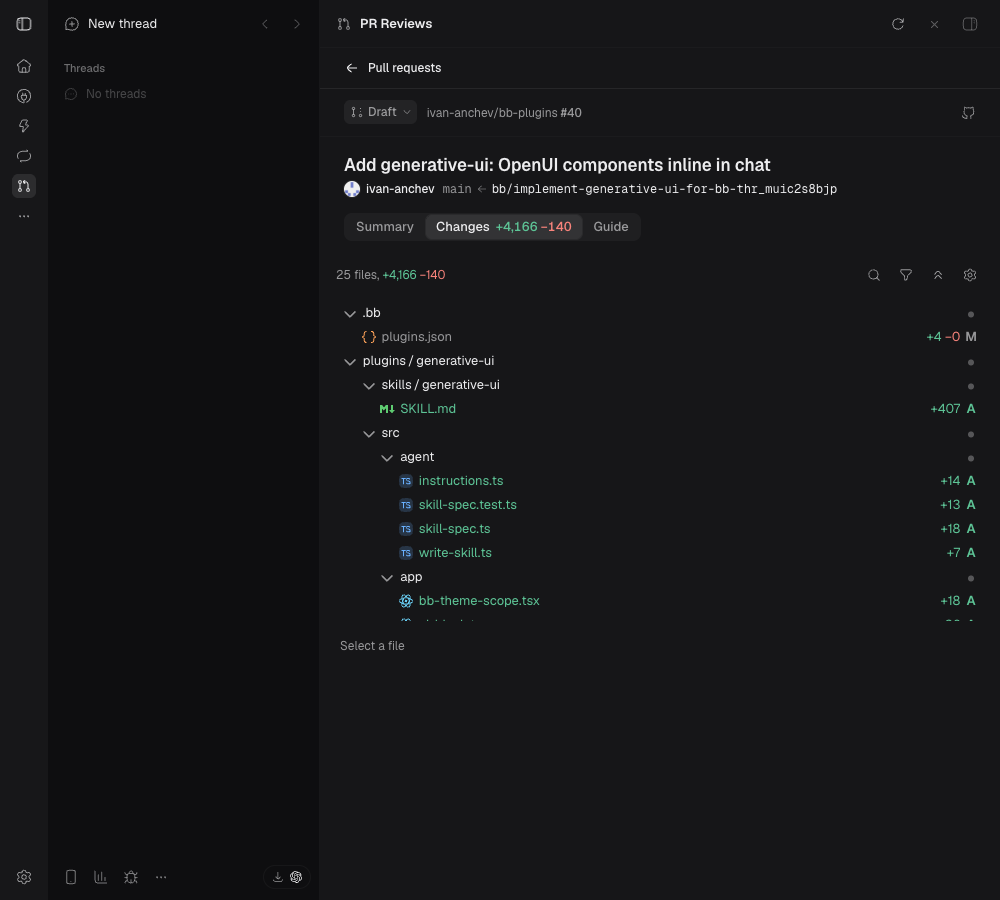 New thread
PR Reviews
Threads
No threads
Pull requests
Draft
ivan-anchev/bb-plugins #40
Add generative-ui: OpenUI components inline in chat
ivan-anchev main ← bb/implement-generative-ui-for-bb-thr_muic2s8bjp
Summary
Changes +4,166 −140
Guide
25 files, +4,166 −140
.bb
{ } plugins.json +4 −0 M
plugins / generative-ui
skills / generative-ui
M↓ SKILL.md +407 A
src
agent
TS instructions.ts +14 A
TS skill-spec.test.ts +13 A
TS skill-spec.ts +18 A
TS write-skill.ts +7 A
app
bb-theme-scope.tsx +18 A
Select a file